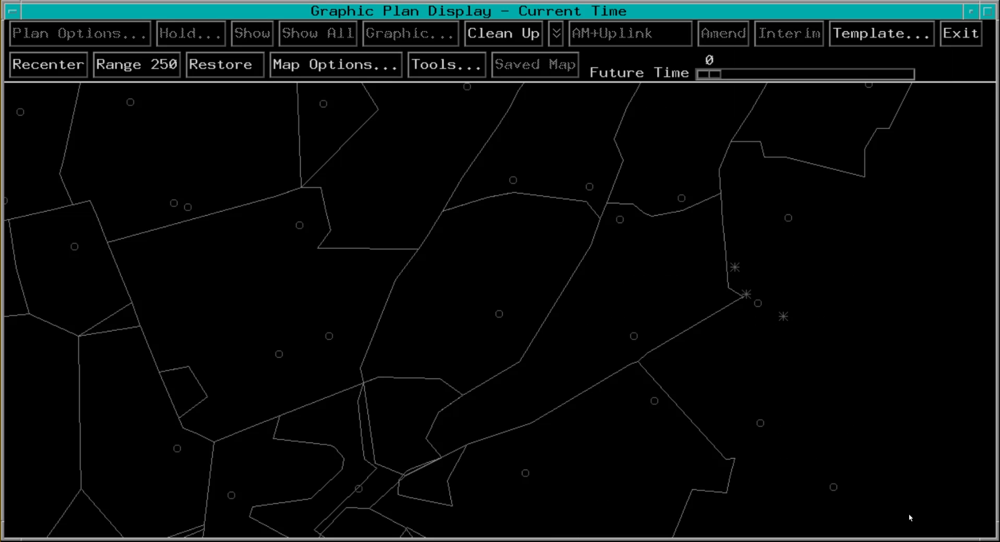 Graphic Plan Display - Current Time
Plan Options... Hold... Show Show All Graphic... Clean Up AM+Uplink Amend Interim Template... Exit
Recenter Range 250 Restore Map Options... Tools... Saved Map Future Time 0